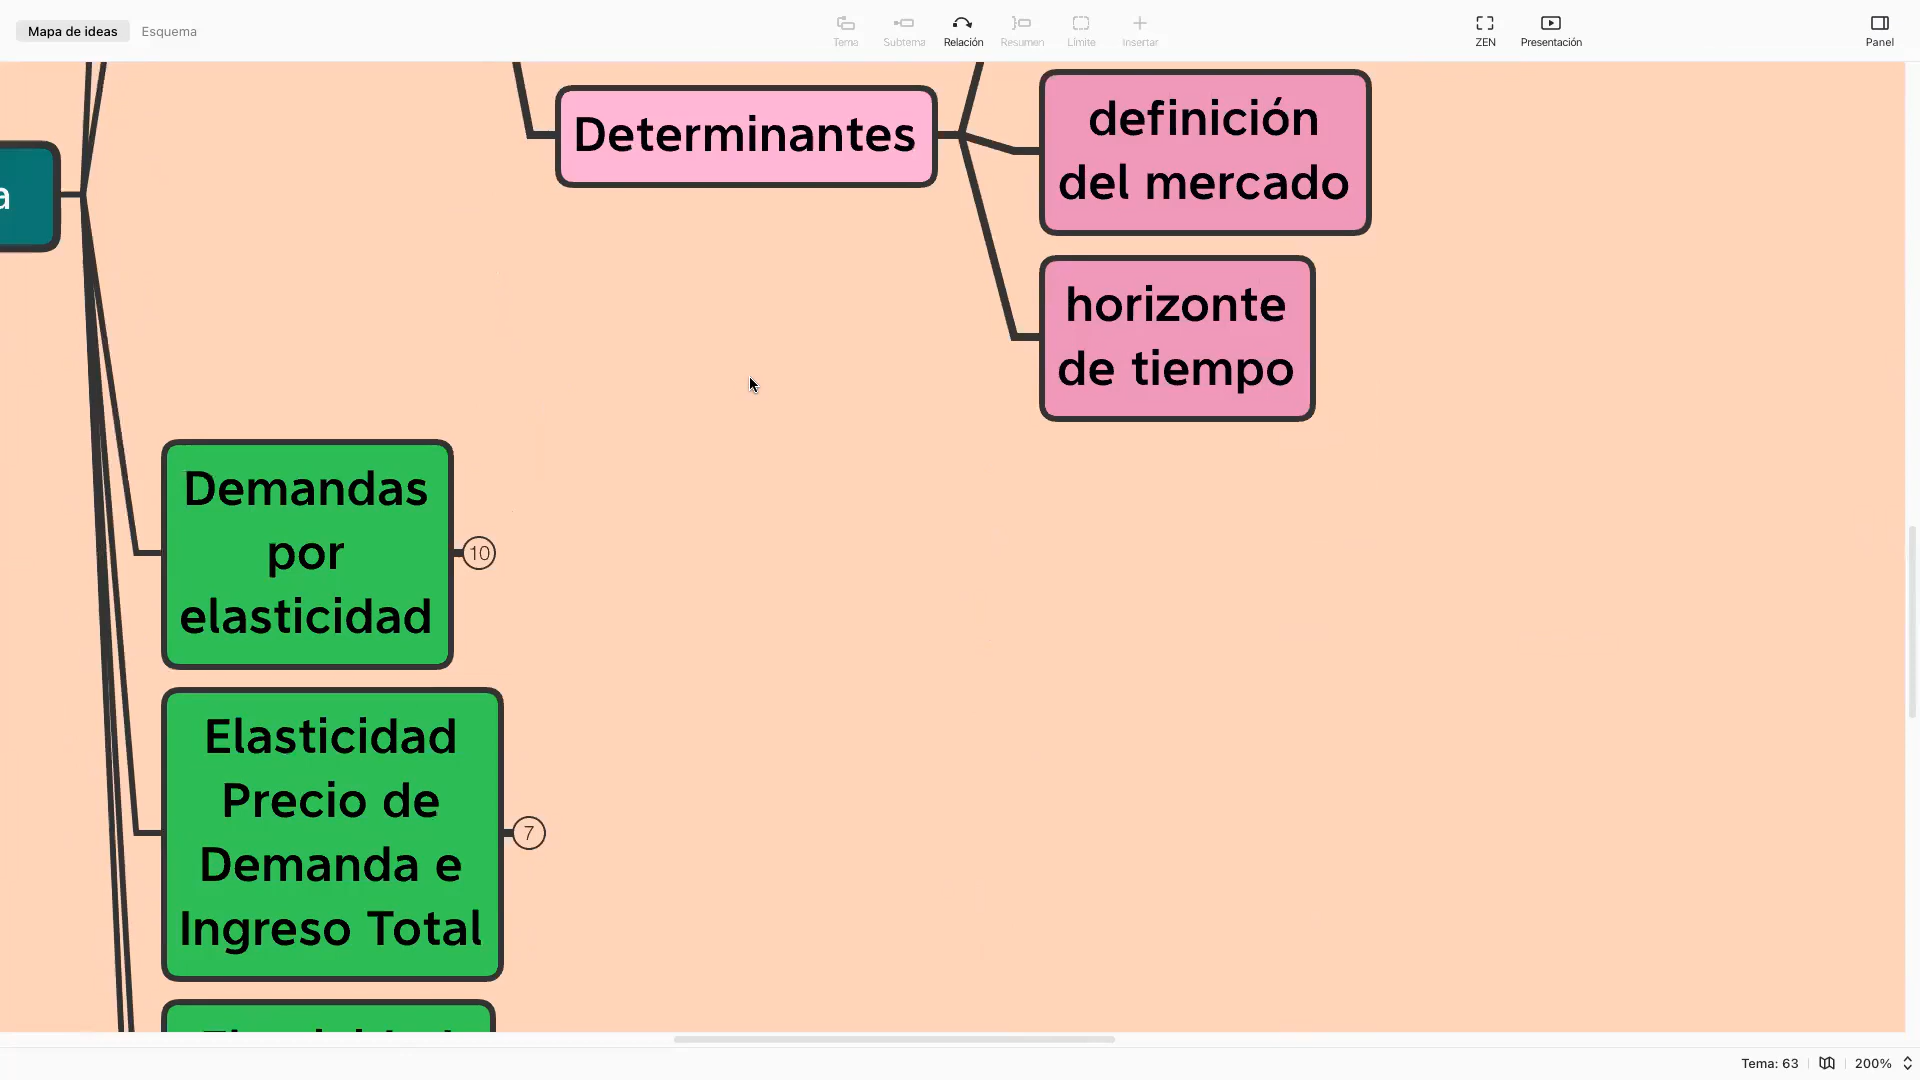 Mapa de ideas
Esquema
Tema
Subtema
Relación
Resumen
Límite
Insertar
ZEN
Presentación
Panel
a
Determinantes
definición
del mercado
horizonte
de tiempo
Demandas
por
elasticidad
10
Elasticidad
Precio de
Demanda e
Ingreso Total
7
Tema: 63
200%